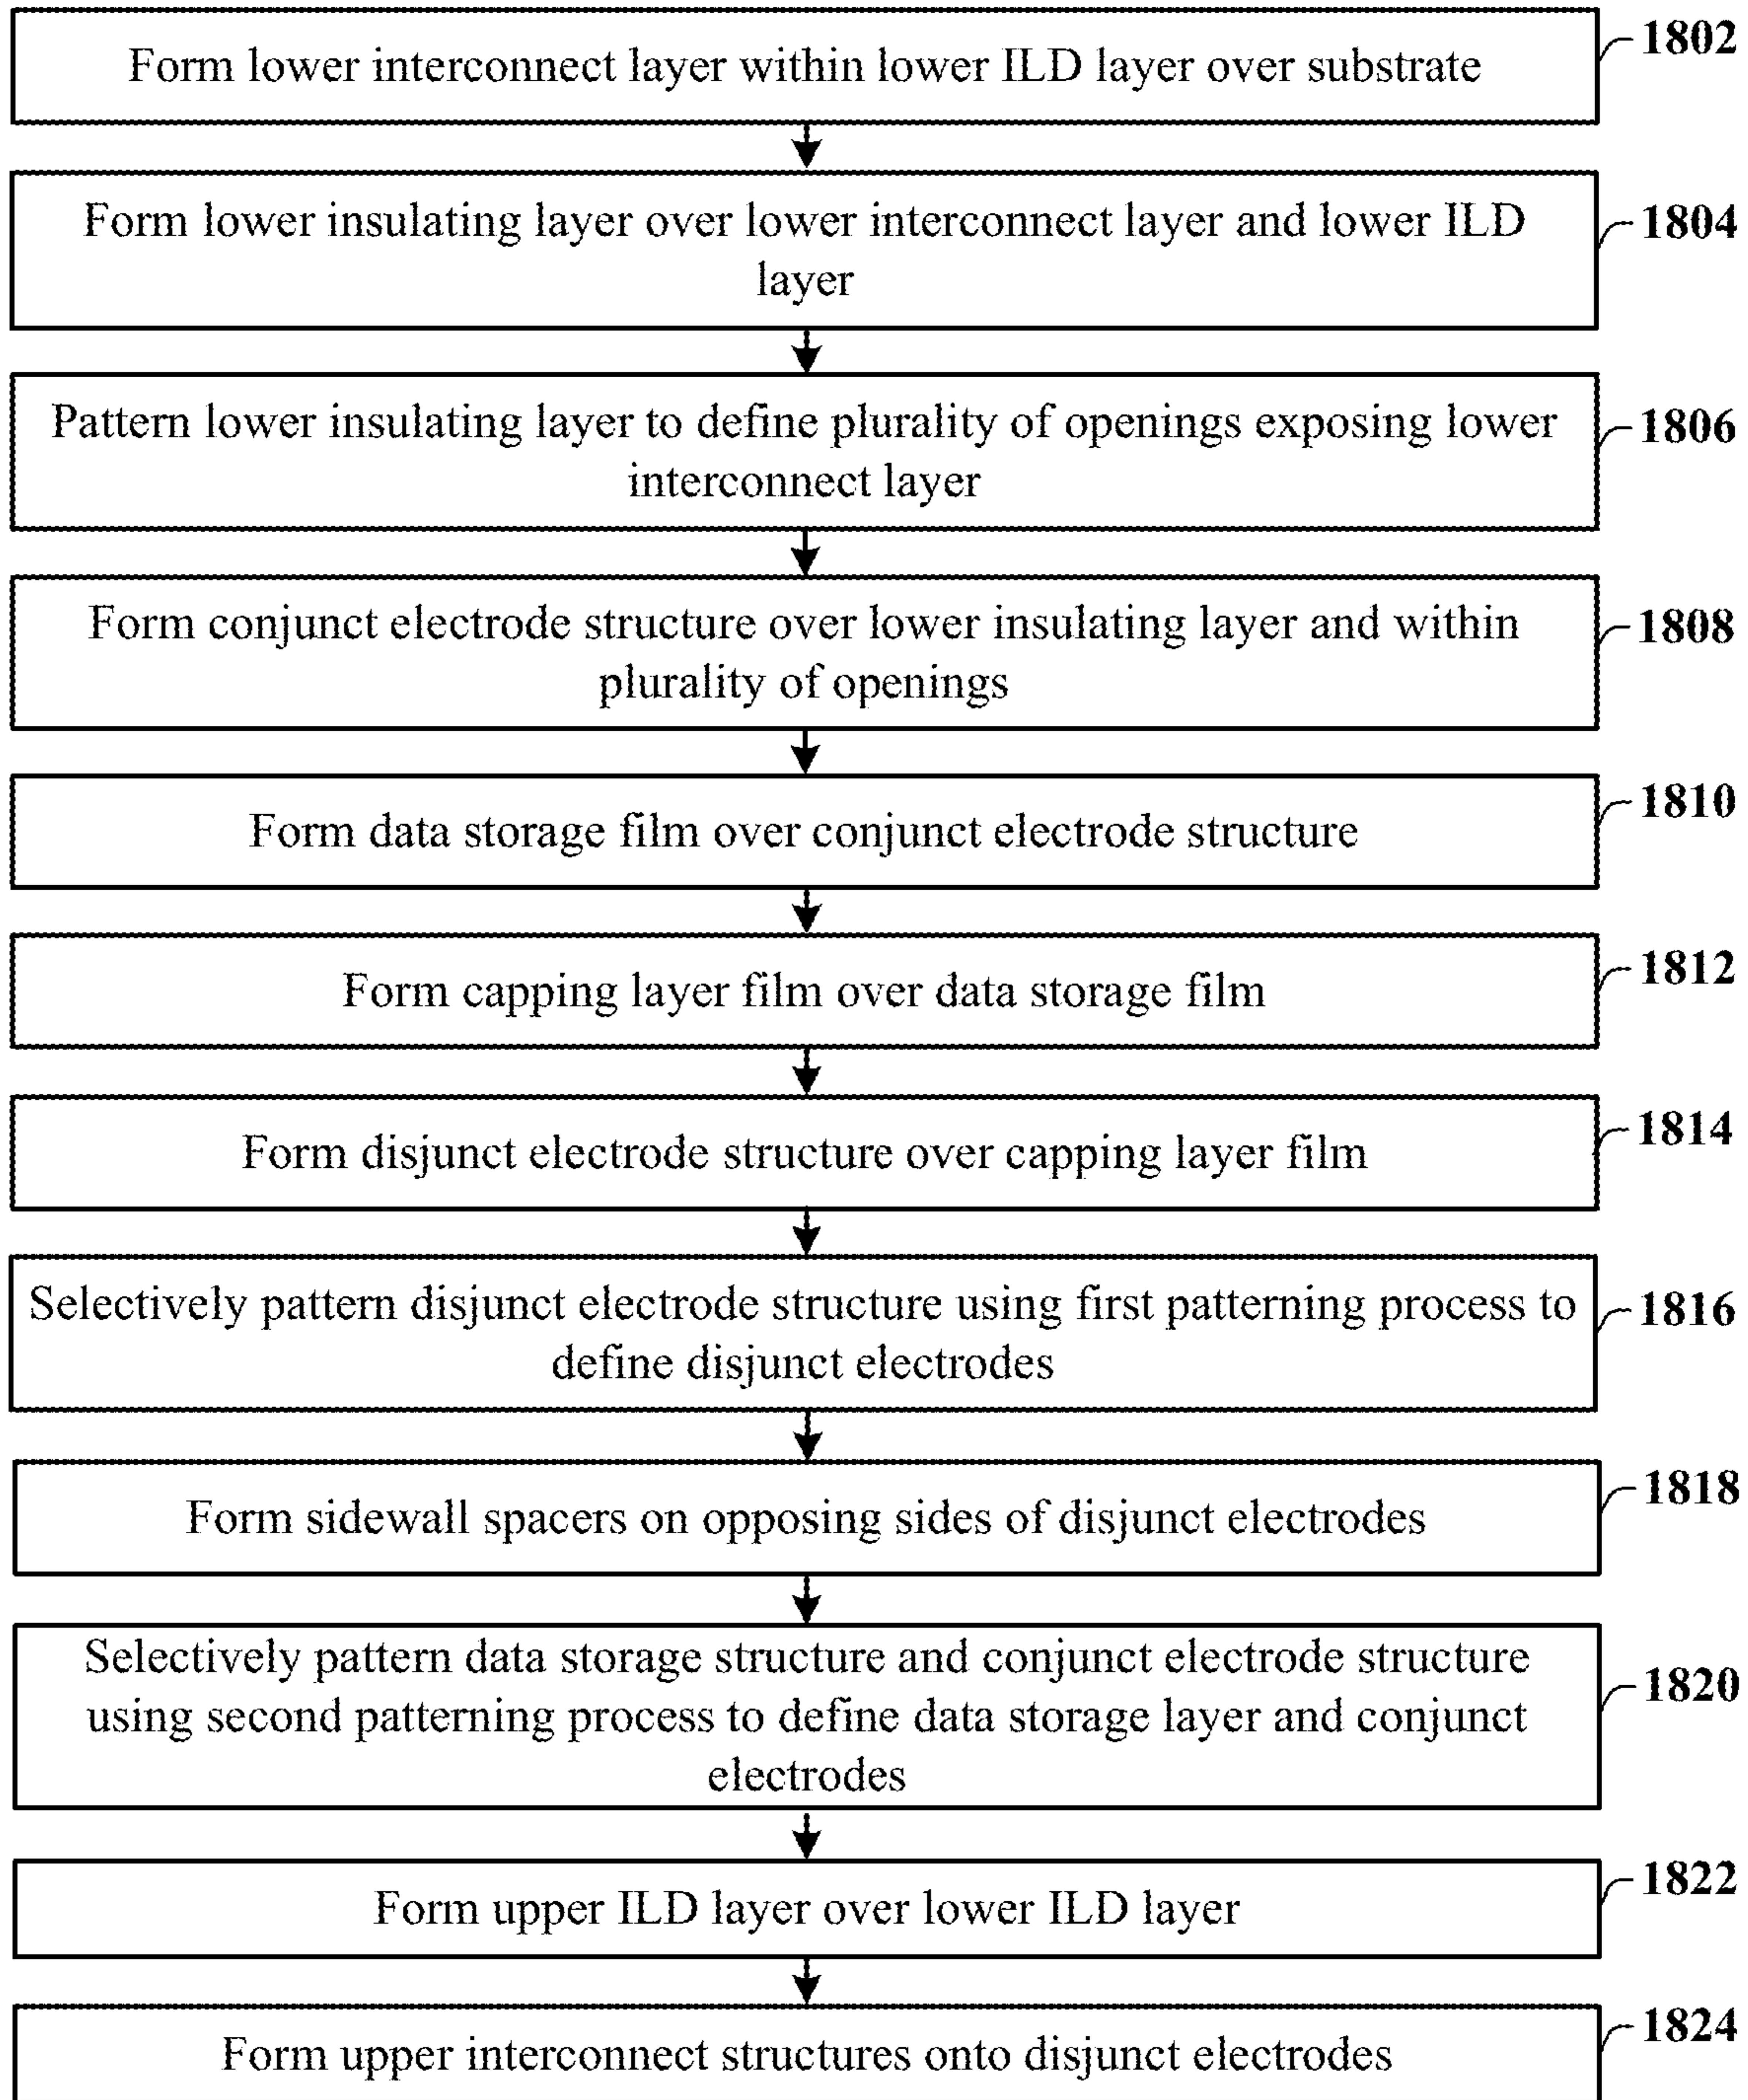 Form lower interconnect layer within lower ILD layer over substrate
1802
Form lower insulating layer over lower interconnect layer and lower ILD
layer
1804
Pattern lower insulating layer to define plurality of openings exposing lower
interconnect layer
1806
Form conjunct electrode structure over lower insulating layer and within
plurality of openings
1808
Form data storage film over conjunct electrode structure
1810
Form capping layer film over data storage film
1812
Form disjunct electrode structure over capping layer film
1814
Selectively pattern disjunct electrode structure using first patterning process to
define disjunct electrodes
1816
Form sidewall spacers on opposing sides of disjunct electrodes
1818
Selectively pattern data storage structure and conjunct electrode structure
using second patterning process to define data storage layer and conjunct
electrodes
1820
Form upper ILD layer over lower ILD layer
1822
Form upper interconnect structures onto disjunct electrodes
1824